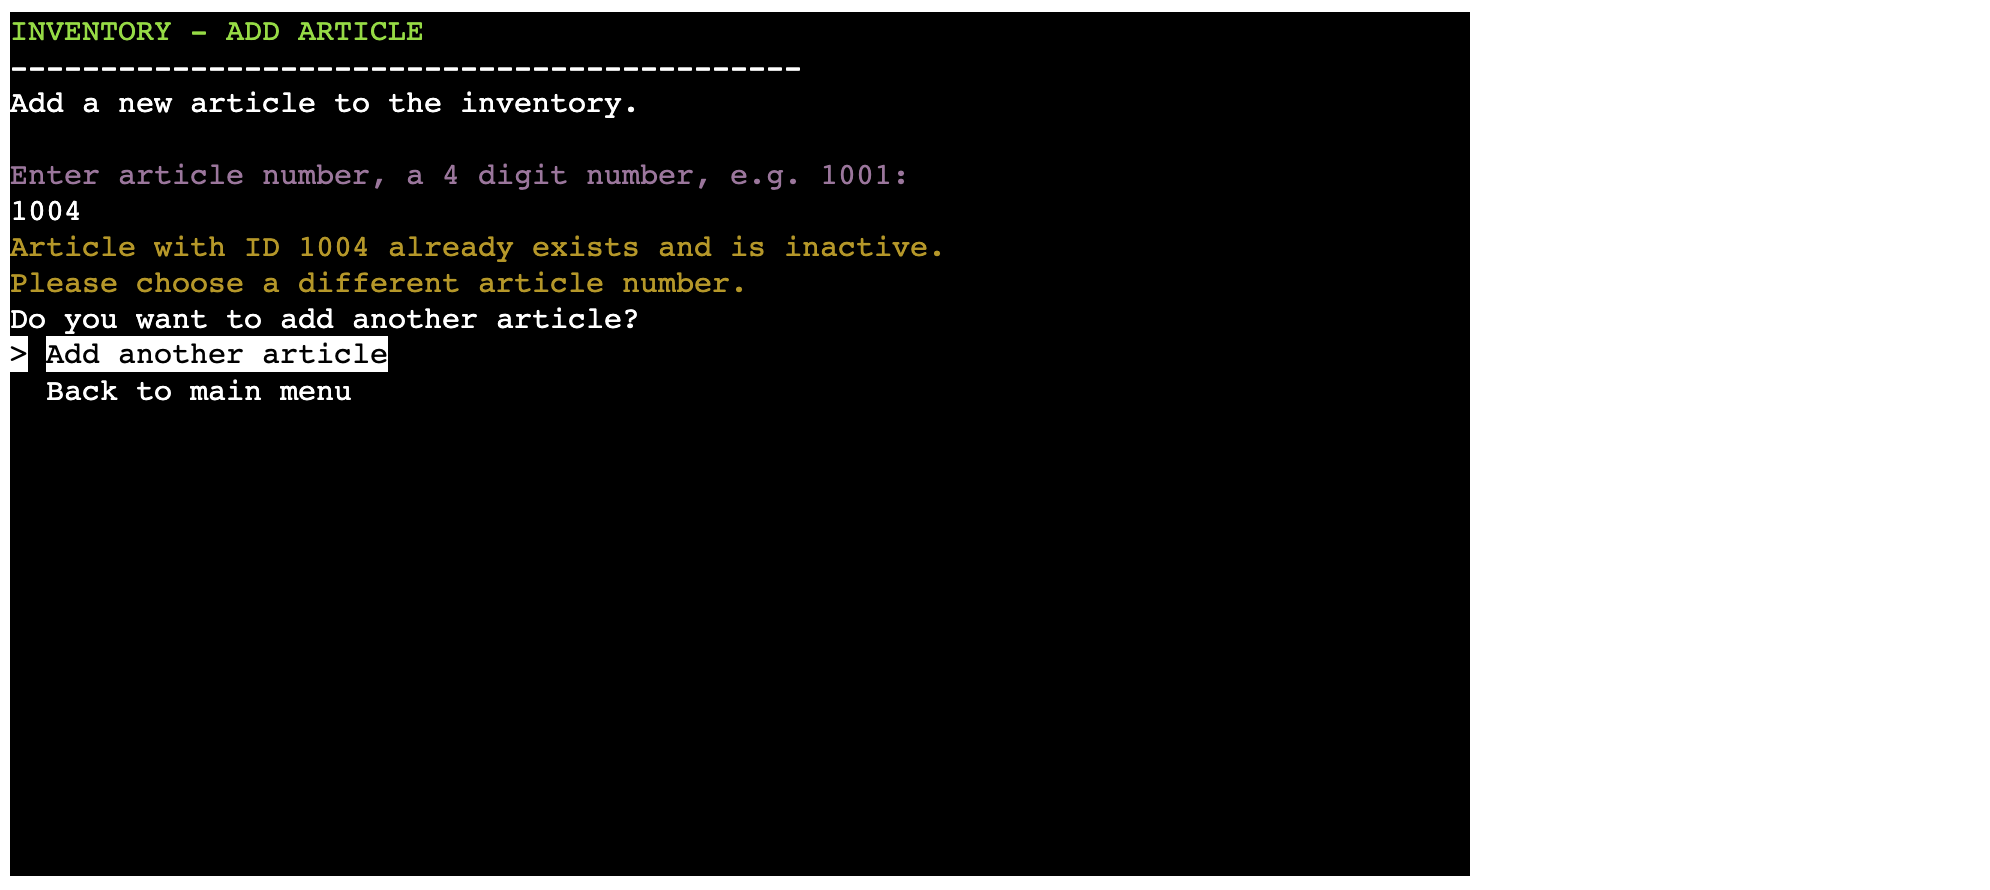 INVENTORY - ADD ARTICLE
--------------------------------------------
Add a new article to the inventory.
Enter article number, a 4 digit number, e.g. 1001:
1004
Article with ID 1004 already exists and is inactive.
Please choose a different article number.
Do you want to add another article?
> Add another article
Back to main menu